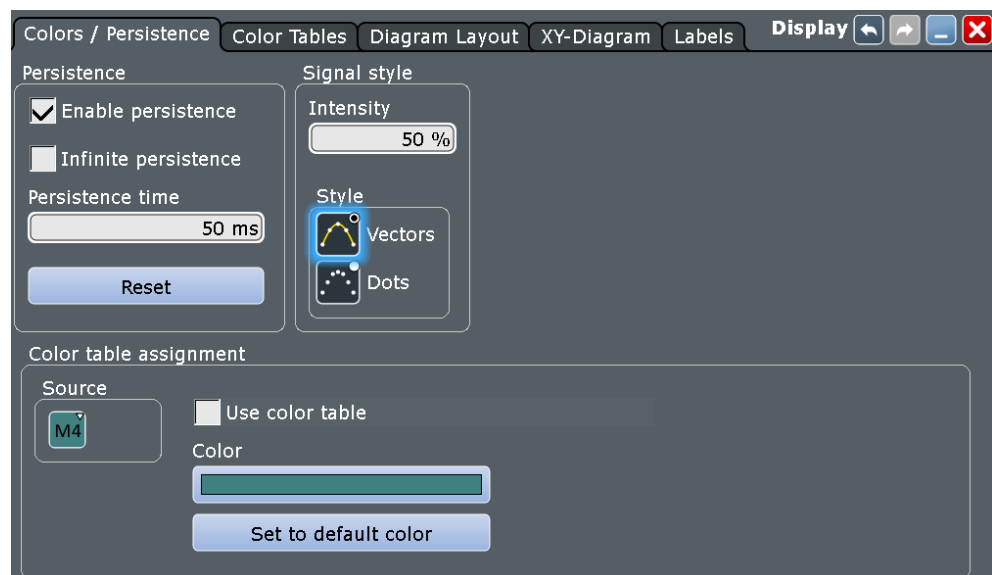 Colors / Persistence Color Tables Diagram Layout XY-Diagram Labels Display
Persistence
Enable persistence
Infinite persistence
Persistence time
50 ms
Reset
Signal style
Intensity
50 %
Style
Vectors
Dots
Color table assignment
Source
M4
Use color table
Color
Set to default color